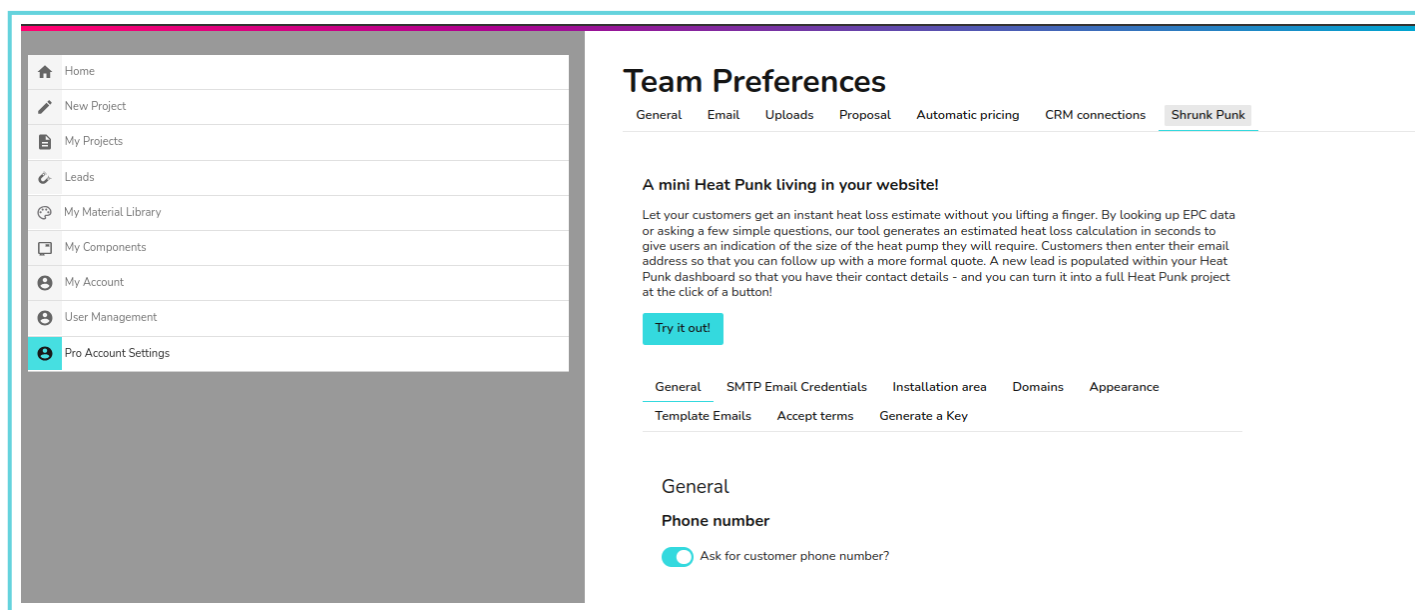 Home
New Project
My Projects
Leads
My Material Library
My Components
My Account
User Management
Pro Account Settings
Team Preferences
General Email Uploads Proposal Automatic pricing CRM connections Shrunk Punk
A mini Heat Punk living in your website!
Let your customers get an instant heat loss estimate without you lifting a finger. By looking up EPC data
or asking a few simple questions, our tool generates an estimated heat loss calculation in seconds to
give users an indication of the size of the heat pump they will require. Customers then enter their email
address so that you can follow up with a more formal quote. A new lead is populated within your Heat
Punk dashboard so that you have their contact details - and you can turn it into a full Heat Punk project
at the click of a button!
Try it out!
General SMTP Email Credentials Installation area Domains Appearance
Template Emails Accept terms Generate a Key
General
Phone number
Ask for customer phone number?